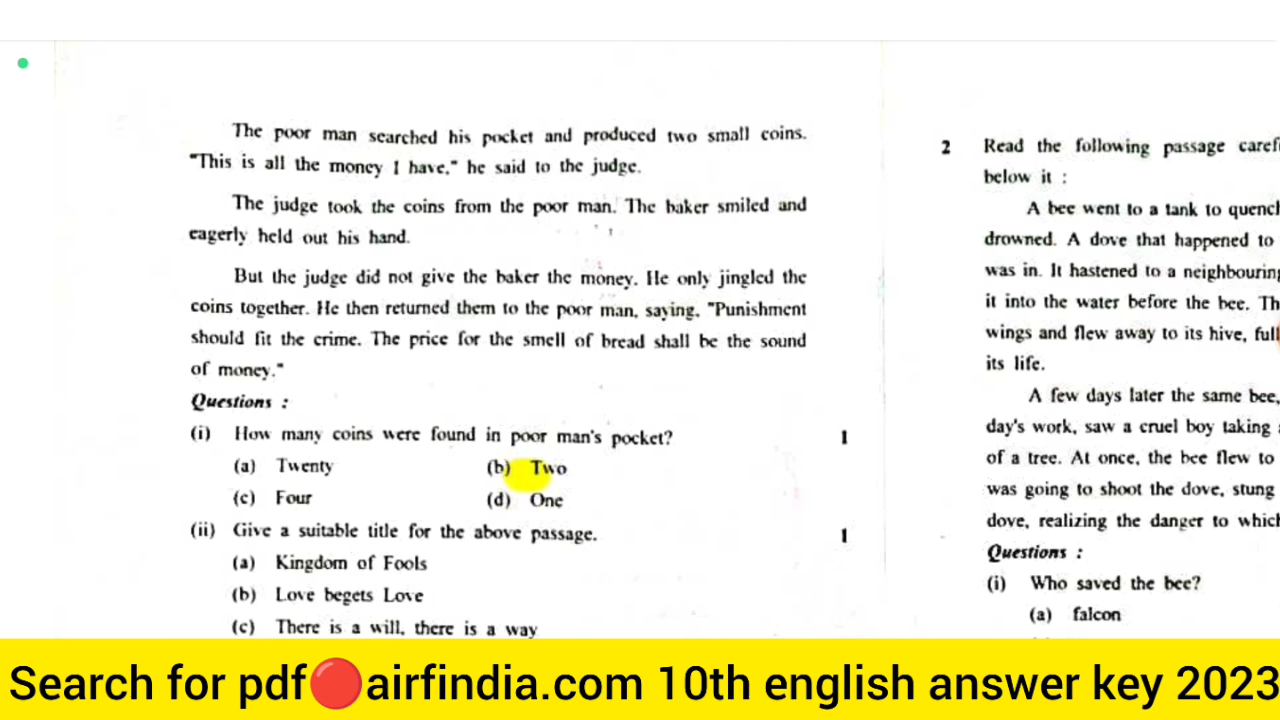 The poor man searched his pocket and produced two small coins.
"This is all the money I have," he said to the judge.
The judge took the coins from the poor man. The baker smiled and
eagerly held out his hand.
But the judge did not give the baker the money. He only jingled the
coins together. He then returned them to the poor man, saying, "Punishment
should fit the crime. The price for the smell of bread shall be the sound
of money."
Questions :
(i) How many coins were found in poor man's pocket? 1
(a) Twenty (b) Two
(c) Four (d) One
(ii) Give a suitable title for the above passage. 1
(a) Kingdom of Fools
(b) Love begets Love
(c) There is a will, there is a way
2 Read the following passage
below it :
A bee went to a tank to
drowned. A dove that happened to
was in. It hastened to a
it into the water before the bee.
wings and flew away to its hive,
its life.
A few days later the same bee,
day's work, saw a cruel boy taking
of a tree. At once, the bee flew to
was going to shoot the dove, stung
dove, realizing the danger to
Questions :
(i) Who saved the bee?
(a) falcon
Search for pdf🔴airfindia.com 10th english answer key 2023